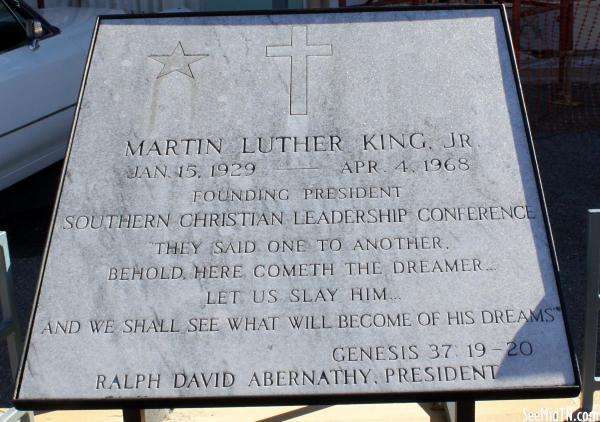 MARTIN LUTHER KING, JR.
JAN. 15, 1929 — APR. 4, 1968
FOUNDING PRESIDENT
SOUTHERN CHRISTIAN LEADERSHIP CONFERENCE
"THEY SAID ONE TO ANOTHER,
BEHOLD, HERE COMETH THE DREAMER...
LET US SLAY HIM...
AND WE SHALL SEE WHAT WILL BECOME OF HIS DREAMS"
GENESIS 37: 19-20
RALPH DAVID ABERNATHY, PRESIDENT
SeeMidTN.com